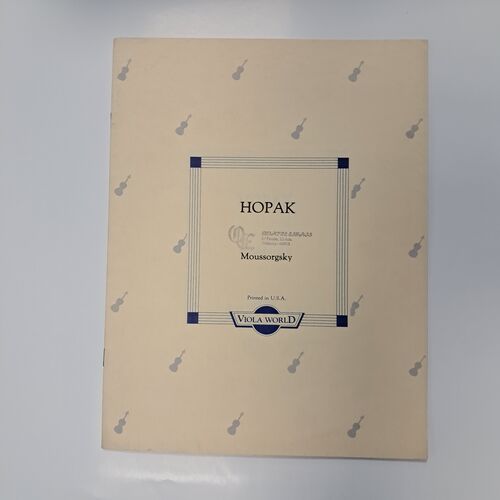 HOPAK
Moussorgsky
Printed in U.S.A.
VIOLA WORLD